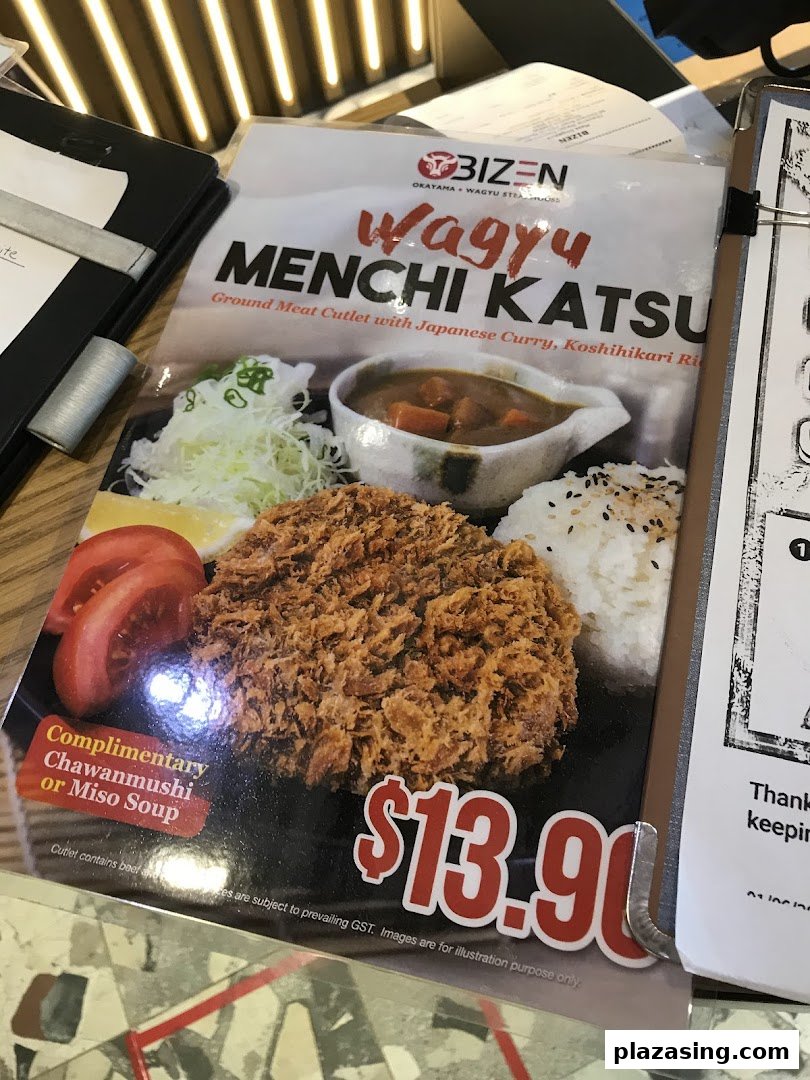 BIZEN
OKAYAMA • WAGYU STEAKHOUSE
Wagyu
MENCHI KATSU
Ground Meat Cutlet with Japanese Curry, Koshihikari
Complimentary
Chawanmushi
or Miso Soup
$13.90
Cutlet contains beef
are subject to prevailing GST. Images are for illustration purpose only.
BIZEN
1
Thank
keepin
plazasing.com